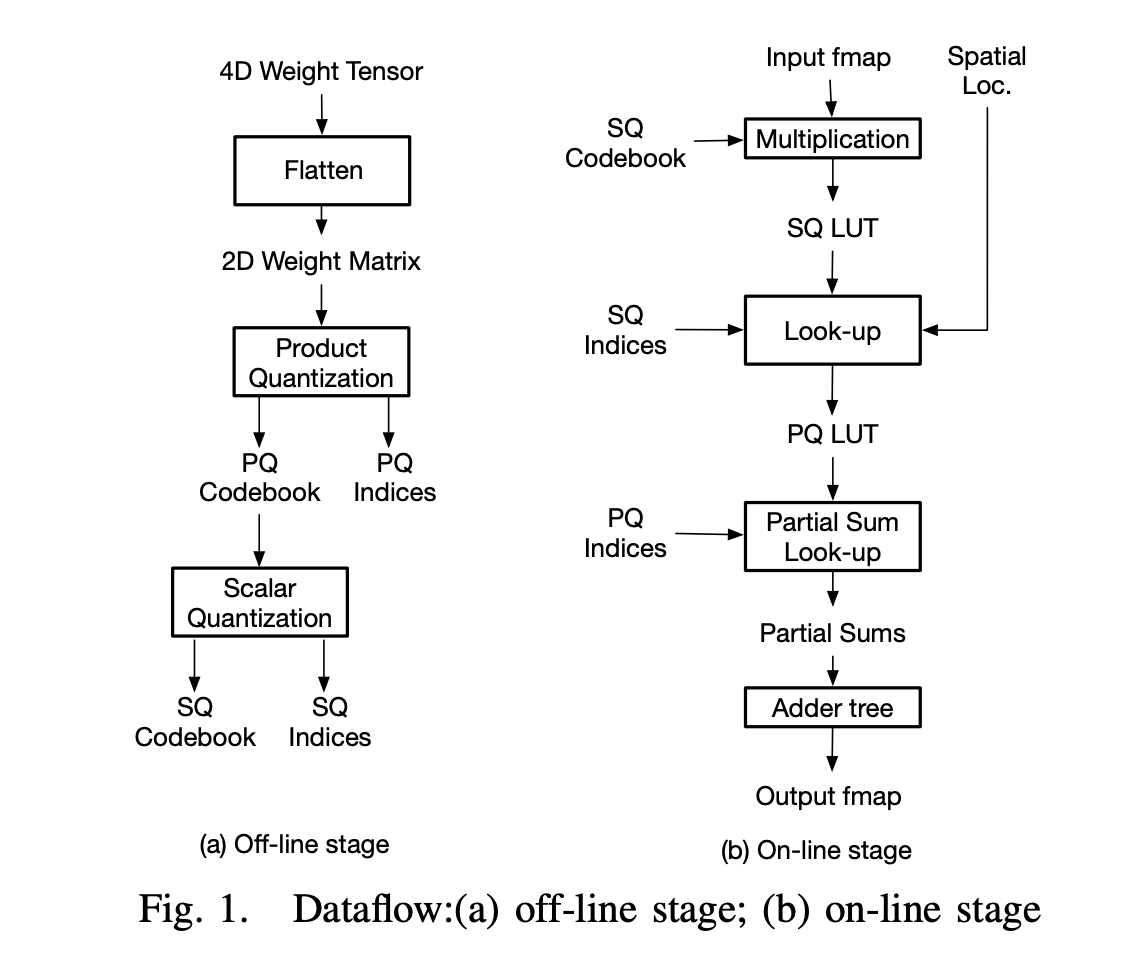 4D Weight Tensor
Flatten
2D Weight Matrix
Product
Quantization
PQ
Codebook
PQ
Indices
Scalar
Quantization
SQ
Codebook
SQ
Indices
(a) Off-line stage
Input fmap
Spatial
Loc.
SQ
Codebook
Multiplication
SQ LUT
SQ
Indices
Look-up
PQ LUT
PQ
Indices
Partial Sum
Look-up
Partial Sums
Adder tree
Output fmap
(b) On-line stage
Fig. 1. Dataflow:(a) off-line stage; (b) on-line stage